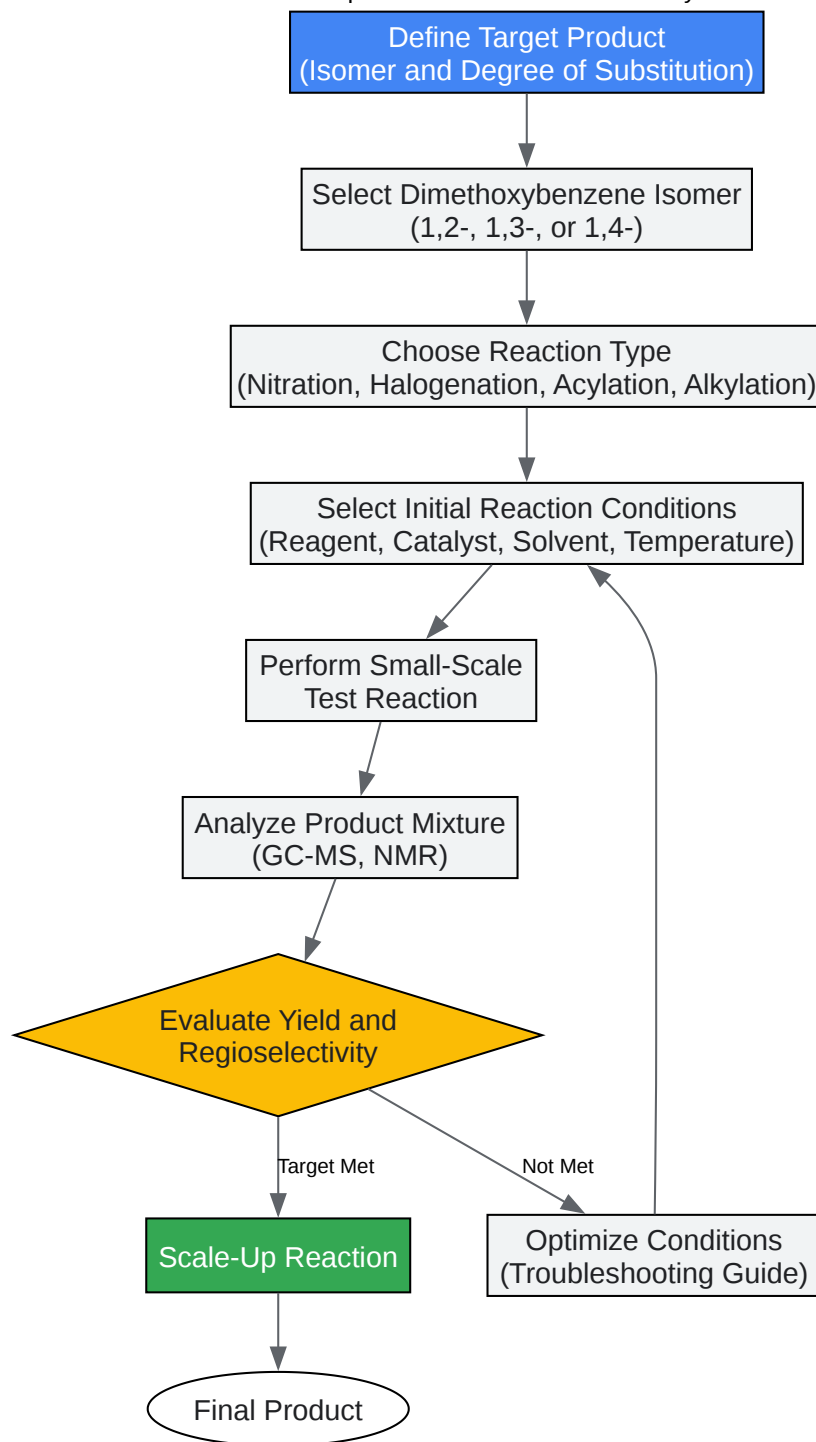 Define Target Product
(Isomer and Degree of Substitution)
Select Dimethoxybenzene Isomer
(1,2-, 1,3-, or 1,4-)
Choose Reaction Type
(Nitration, Halogenation, Acylation, Alkylation)
Select Initial Reaction Conditions
(Reagent, Catalyst, Solvent, Temperature)
Perform Small-Scale
Test Reaction
Analyze Product Mixture
(GC-MS, NMR)
Evaluate Yield and
Regioselectivity
Target Met
Not Met
Scale-Up Reaction
Optimize Conditions
(Troubleshooting Guide)
Final Product